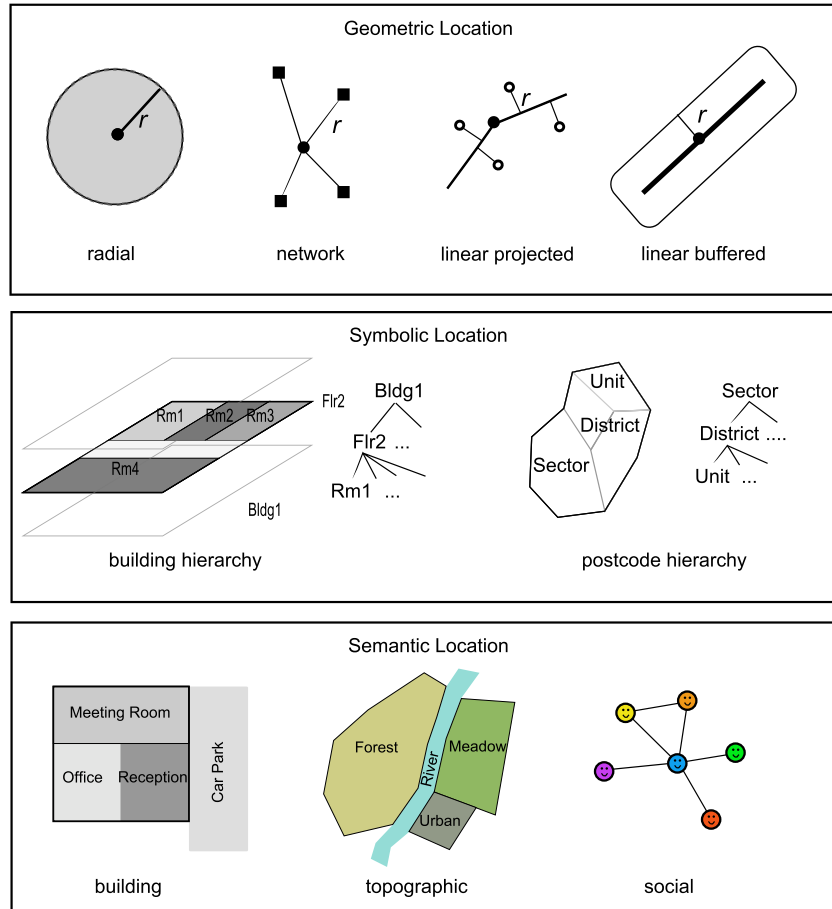 Geometric Location
r
r
r
r
radial
network
linear projected
linear buffered
Symbolic Location
Rm1
Rm2
Rm3
Rm4
Flr2
Bldg1
Bldg1
Flr2 ...
Rm1 ...
building hierarchy
Unit
District
Sector
Sector
District ....
Unit ...
postcode hierarchy
Semantic Location
Meeting Room
Office
Reception
Car Park
building
Forest
River
Meadow
Urban
topographic
social